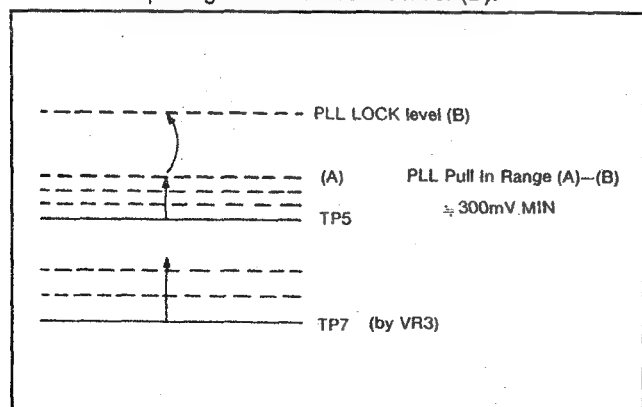 PLL LOCK level (B)
(A) PLL Pull In Range (A)—(B)
TP5 ≒ 300mV MIN
TP7 (by VR3)